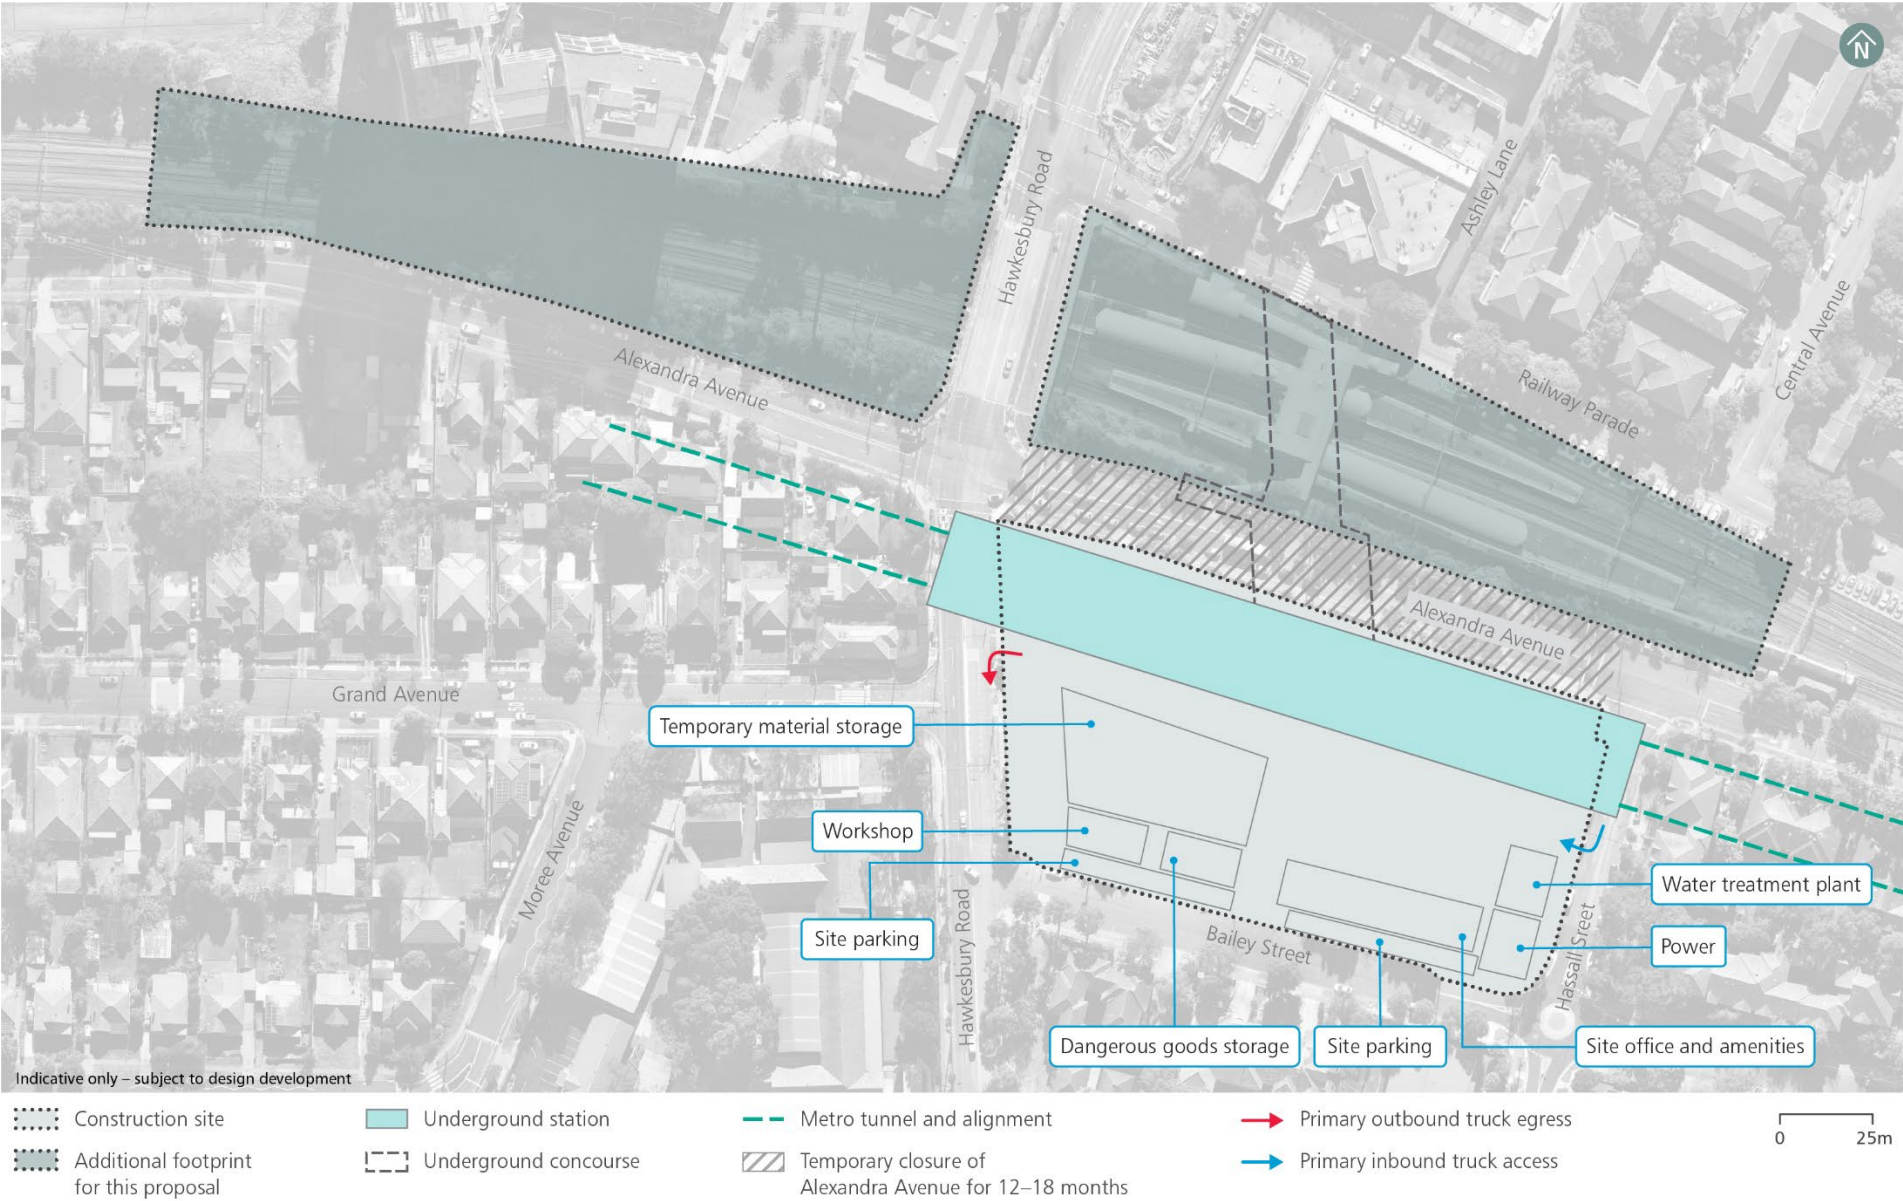 N
Hawkesbury Road
Ashley Lane
Central Avenue
Railway Parade
Alexandra Avenue
Alexandra Avenue
Grand Avenue
Temporary material storage
Moree Avenue
Workshop
Site parking
Hawkesbury Road
Bailey Street
Hassall Sreet
Water treatment plant
Power
Dangerous goods storage
Site parking
Site office and amenities
Indicative only – subject to design development
Construction site
Additional footprint
for this proposal
Underground station
Underground concourse
Metro tunnel and alignment
Temporary closure of
Alexandra Avenue for 12–18 months
Primary outbound truck egress
Primary inbound truck access
0 25m